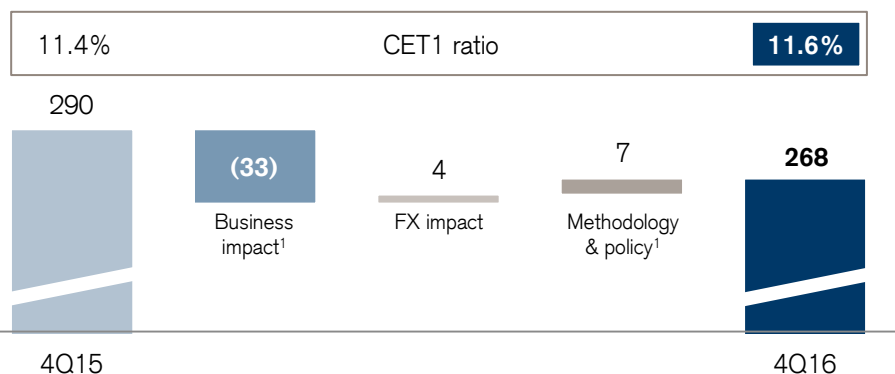 11.4% CET1 ratio 11.6%
290
(33)
4
7
268
Business
impact¹
FX impact
Methodology
& policy¹
4Q15 4Q16